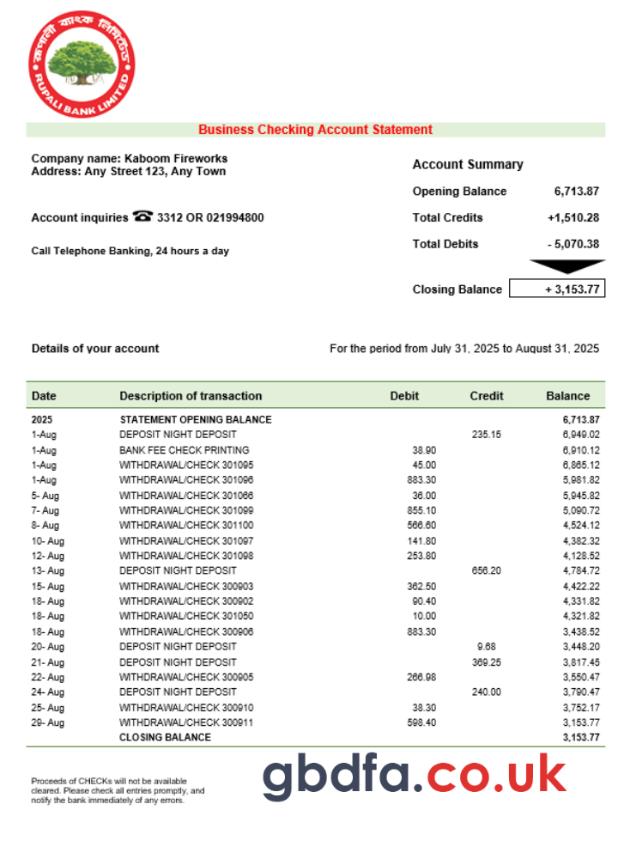 রূপালী ব্যাংক লিমিটেড
RUPALI BANK LIMITED
Business Checking Account Statement
Company name: Kaboom Fireworks
Address: Any Street 123, Any Town
Account inquiries ☎ 3312 OR 021994800
Call Telephone Banking, 24 hours a day
Account Summary
Opening Balance 6,713.87
Total Credits +1,510.28
Total Debits - 5,070.38
Closing Balance + 3,153.77
Details of your account For the period from July 31, 2025 to August 31, 2025
Date Description of transaction Debit Credit Balance
2025 STATEMENT OPENING BALANCE 6,713.87
1-Aug DEPOSIT NIGHT DEPOSIT 235.15 6,949.02
1-Aug BANK FEE CHECK PRINTING 38.90 6,910.12
1-Aug WITHDRAWAL/CHECK 301095 45.00 6,865.12
1-Aug WITHDRAWAL/CHECK 301096 883.30 5,981.82
5- Aug WITHDRAWAL/CHECK 301066 36.00 5,945.82
7- Aug WITHDRAWAL/CHECK 301099 855.10 5,090.72
8- Aug WITHDRAWAL/CHECK 301100 566.60 4,524.12
10- Aug WITHDRAWAL/CHECK 301097 141.80 4,382.32
12- Aug WITHDRAWAL/CHECK 301098 253.80 4,128.52
13- Aug DEPOSIT NIGHT DEPOSIT 656.20 4,784.72
15- Aug WITHDRAWAL/CHECK 300903 362.50 4,422.22
18- Aug WITHDRAWAL/CHECK 300902 90.40 4,331.82
18- Aug WITHDRAWAL/CHECK 301050 10.00 4,321.82
18- Aug WITHDRAWAL/CHECK 300906 883.30 3,438.52
20- Aug DEPOSIT NIGHT DEPOSIT 9.68 3,448.20
21- Aug DEPOSIT NIGHT DEPOSIT 369.25 3,817.45
22- Aug WITHDRAWAL/CHECK 300905 266.98 3,550.47
24- Aug DEPOSIT NIGHT DEPOSIT 240.00 3,790.47
25- Aug WITHDRAWAL/CHECK 300910 38.30 3,752.17
29- Aug WITHDRAWAL/CHECK 300911 598.40 3,153.77
CLOSING BALANCE 3,153.77
Proceeds of CHECKs will not be available
cleared. Please check all entries promptly, and
notify the bank immediately of any errors.
gbdfa.co.uk